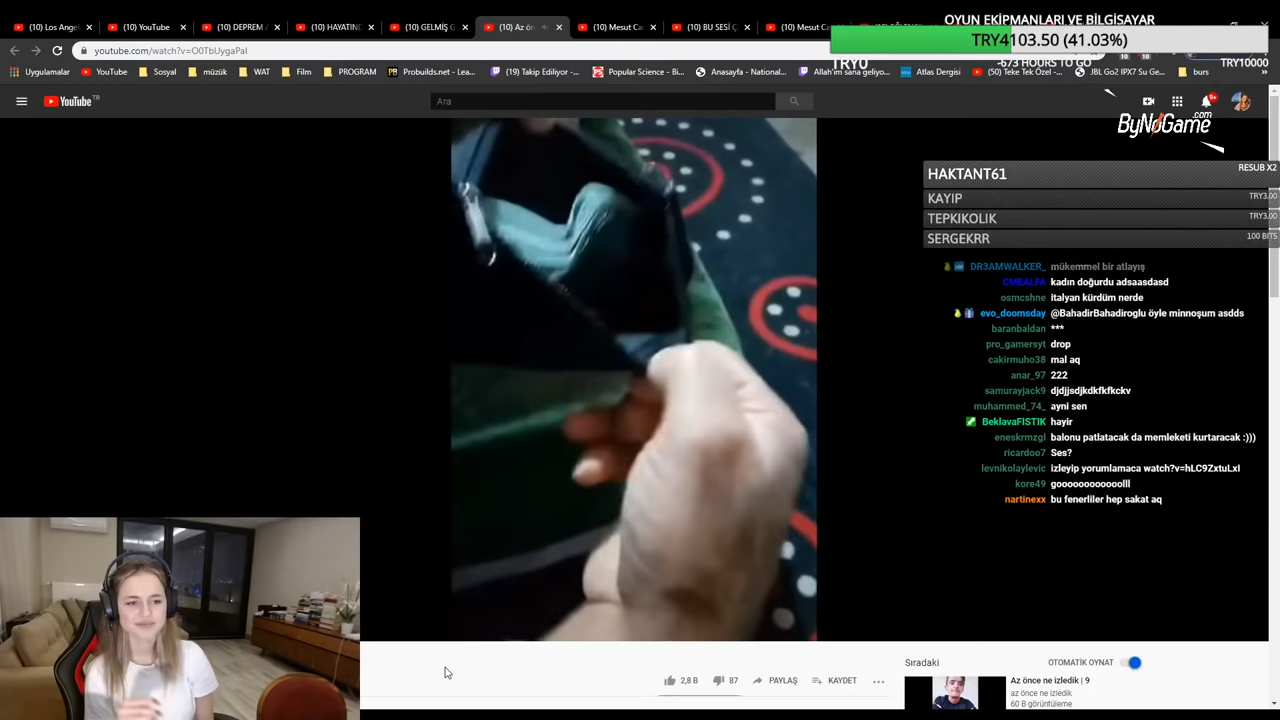 (10) Los Angel
(10) YouTube
(10) DEPREM A
(10) HAYATIND
(10) GELMİŞ G
(10) Az ön
(10) Mesut Ca
(10) BU SESİ Ç
(10) Mesut Ca
OYUN EKİPMANLARI VE BİLGİSAYAR
TRY4103.50 (41.03%)
TRY0
-673 HOURS TO GO
TRY10000
youtube.com/watch?v=O0TbUygaPaI
Uygulamalar
YouTube
Sosyal
müzük
WAT
Film
PROGRAM
Probuilds.net - Lea...
(19) Takip Ediliyor -...
Popular Science - Bi...
Anasayfa - National...
Allah'ım sana geliyo...
Atlas Dergisi
(50) Teke Tek Özel -...
JBL Go2 IPX7 Su Ge...
burs
YouTube TR
Ara
9+
ByNoGame.com
HAKTANT61 RESUB X2
KAYIP TRY3.00
TEPKIKOLIK TRY3.00
SERGEKRR 100 BITS
DR3AMWALKER_ mükemmel bir atlayış
CMEALFA kadın doğurdu adsaasdasd
osmcshne italyan kürdüm nerde
evo_doomsday @BahadirBahadiroglu öyle minnoşum asdds
baranbaldan ***
pro_gamersyt drop
cakirmuho38 mal aq
anar_97 222
samurayjack9 djdjjsdjkdkfkfkckv
muhammed_74_ ayni sen
BeklavaFISTIK hayir
eneskrmzgl balonu patlatacak da memleketi kurtaracak :)))
ricardoo7 Ses?
levnikolaylevic izleyip yorumlamaca watch?v=hLC9ZxtuLxI
kore49 goooooooooooolll
nartinexx bu fenerliler hep sakat aq
2,8 B
87
PAYLAŞ
KAYDET
Sıradaki
OTOMATİK OYNAT
Az önce ne izledik | 9
az önce ne izledik
60 B görüntüleme